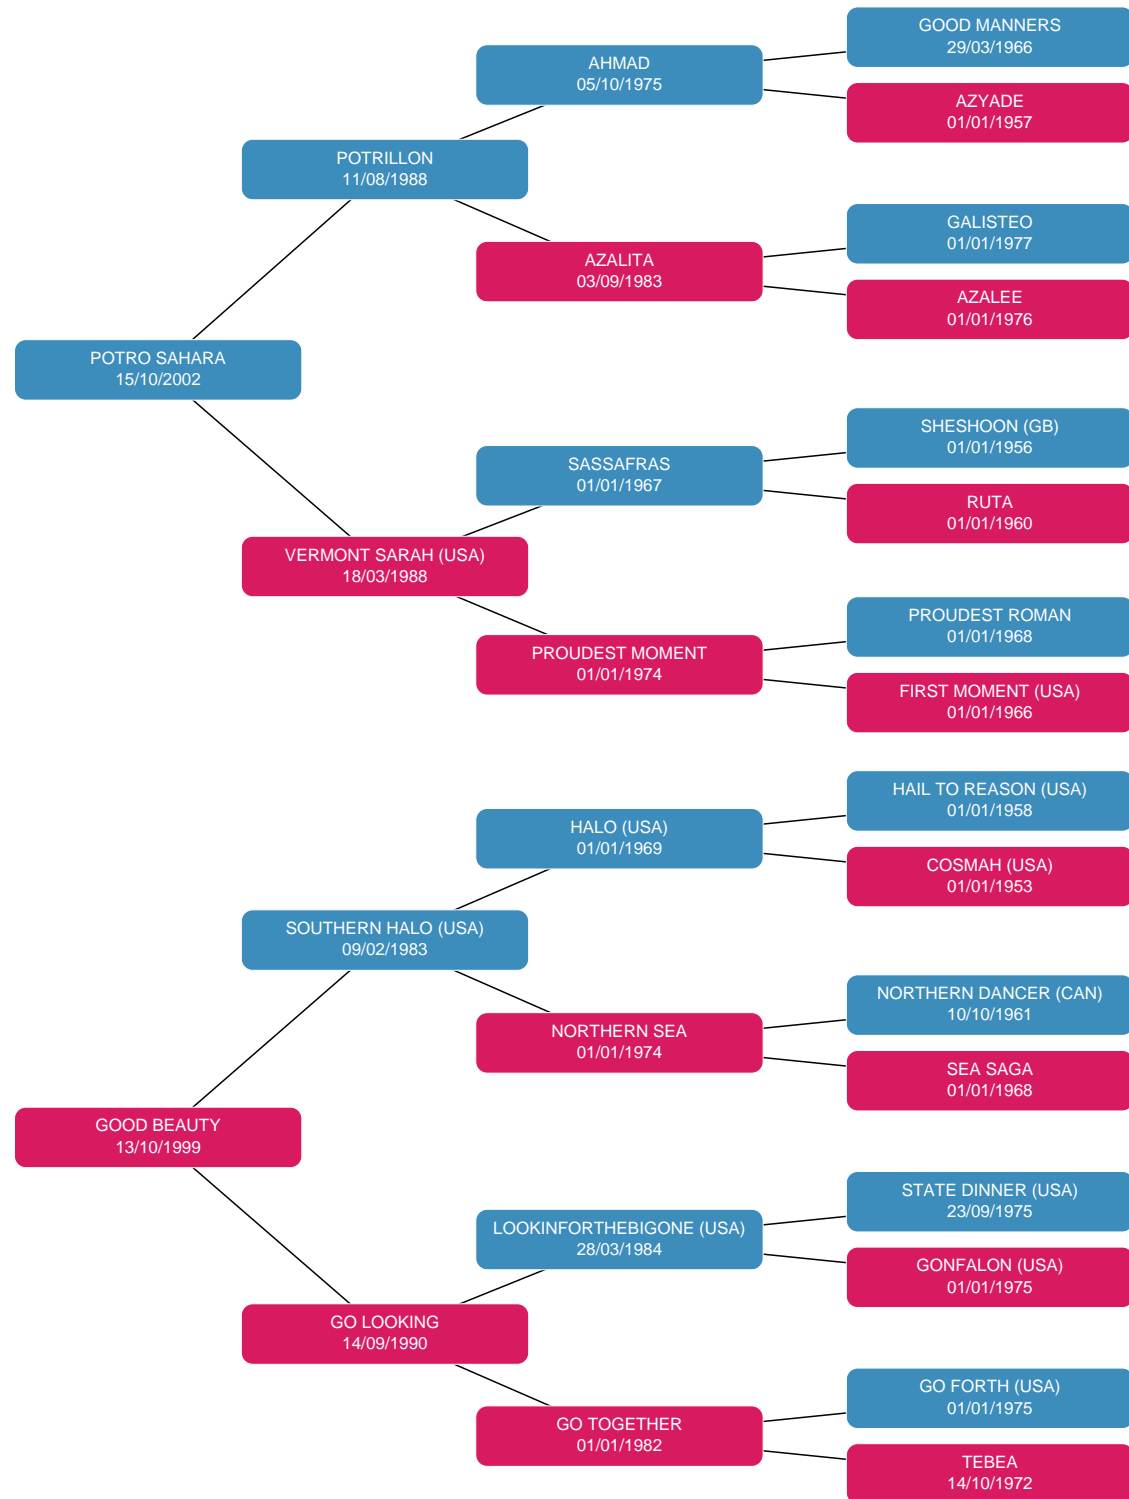 GOOD MANNERS
29/03/1966
AHMAD
05/10/1975
AZYADE
01/01/1957
POTRILLON
11/08/1988
GALISTEO
01/01/1977
AZALITA
03/09/1983
AZALEE
01/01/1976
POTRO SAHARA
15/10/2002
SHESHOON (GB)
01/01/1956
SASSAFRAS
01/01/1967
RUTA
01/01/1960
VERMONT SARAH (USA)
18/03/1988
PROUDEST ROMAN
01/01/1968
PROUDEST MOMENT
01/01/1974
FIRST MOMENT (USA)
01/01/1966
HAIL TO REASON (USA)
01/01/1958
HALO (USA)
01/01/1969
COSMAH (USA)
01/01/1953
SOUTHERN HALO (USA)
09/02/1983
NORTHERN DANCER (CAN)
10/10/1961
NORTHERN SEA
01/01/1974
SEA SAGA
01/01/1968
GOOD BEAUTY
13/10/1999
STATE DINNER (USA)
23/09/1975
LOOKINFORTHEBIGONE (USA)
28/03/1984
GONFALON (USA)
01/01/1975
GO LOOKING
14/09/1990
GO FORTH (USA)
01/01/1975
GO TOGETHER
01/01/1982
TEBEA
14/10/1972